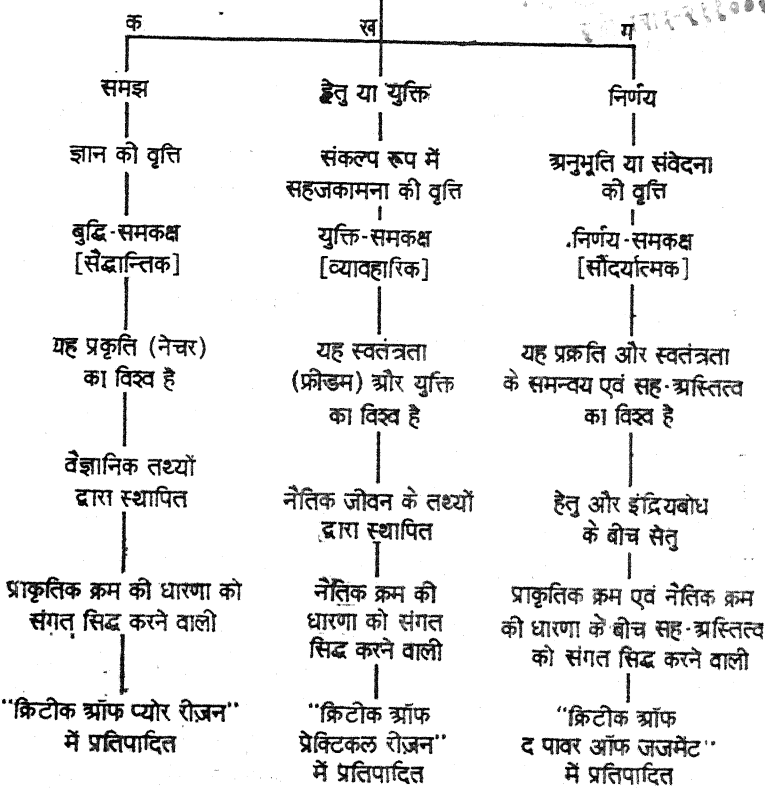 क
ख
ग
समझ
ज्ञान की वृत्ति
बुद्धि-समकक्ष
[सैद्धान्तिक]
यह प्रकृति (नेचर)
का विश्व है
वैज्ञानिक तथ्यों
द्वारा स्थापित
प्राकृतिक क्रम की धारणा को
संगत सिद्ध करने वाली
"क्रिटीक ऑफ प्योर रीज़न"
में प्रतिपादित
हेतु या युक्ति
संकल्प रूप में
सहजकामना की वृत्ति
युक्ति-समकक्ष
[व्यावहारिक]
यह स्वतंत्रता
(फ्रीडम) और युक्ति
का विश्व है
नैतिक जीवन के तथ्यों
द्वारा स्थापित
नैतिक क्रम की
धारणा को संगत
सिद्ध करने वाली
"क्रिटीक ऑफ
प्रेक्टिकल रीज़न"
में प्रतिपादित
निर्णय
अनुभूति या संवेदना
की वृत्ति
निर्णय-समकक्ष
[सौंदर्यात्मक]
यह प्रक्रति और स्वतंत्रता
के समन्वय एवं सह-अस्तित्व
का विश्व है
हेतु और इंद्रियबोध
के बीच सेतु
प्राकृतिक क्रम एवं नैतिक क्रम
की धारणा के बीच सह-अस्तित्व
को संगत सिद्ध करने वाली
"क्रिटीक ऑफ
द पावर ऑफ जजमेंट"
में प्रतिपादित